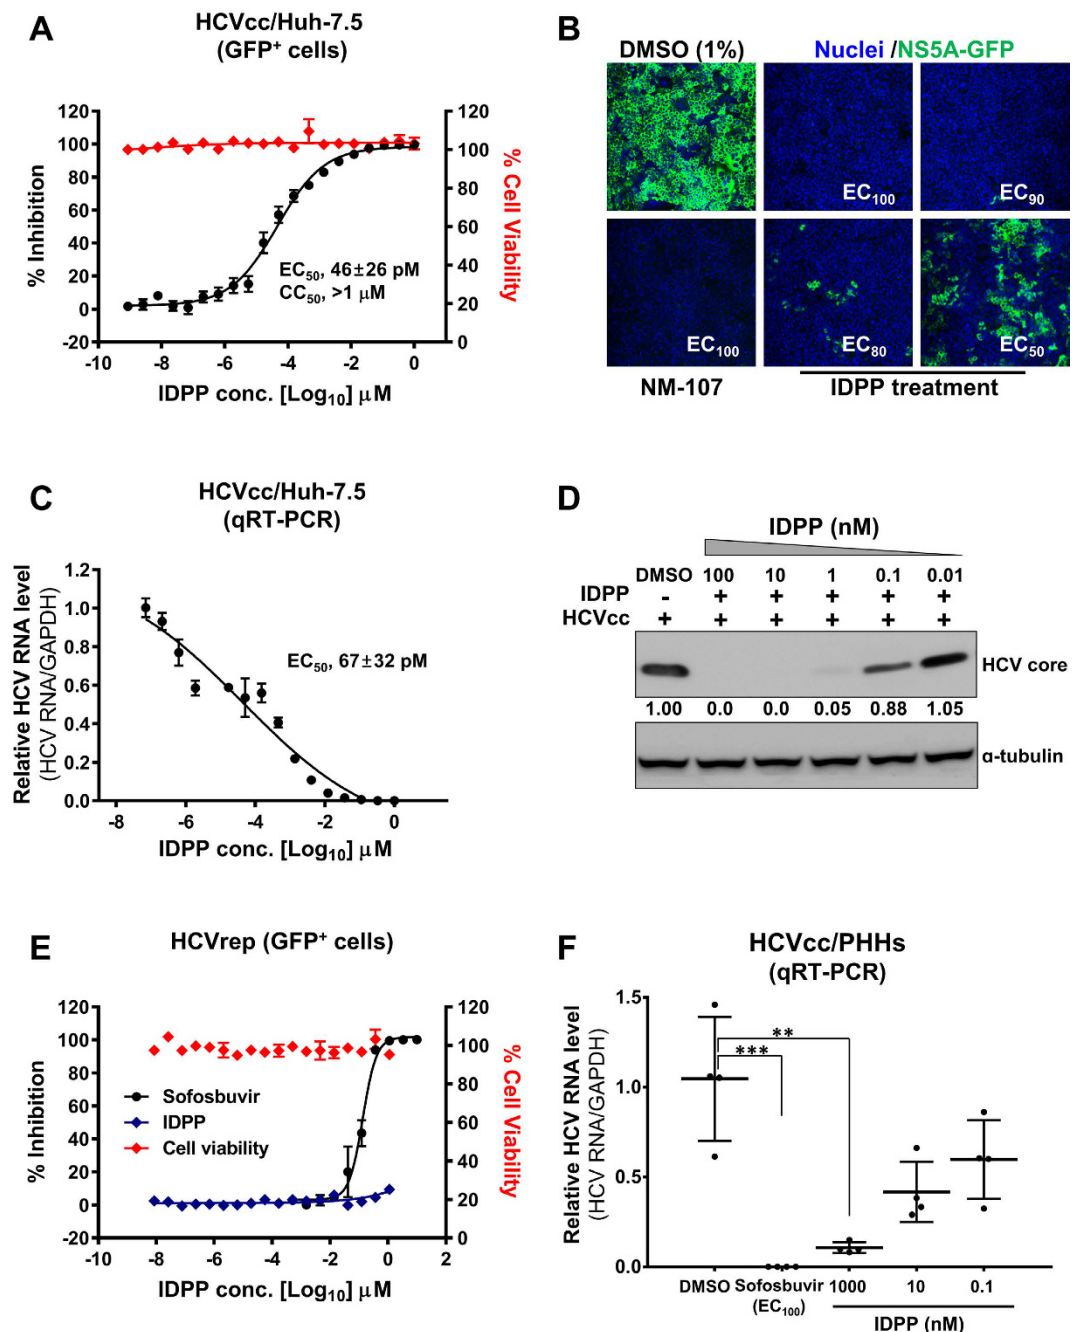 A
HCVcc/Huh-7.5
(GFP+ cells)
% Inhibition
120
100
80
60
40
20
0
-20
120
100
80
60
40
20
0
% Cell Viability
EC50, 46±26 pM
CC50, >1 μM
-10 -8 -6 -4 -2 0
IDPP conc. [Log10] μM
B
DMSO (1%) Nuclei /NS5A-GFP
EC100 EC90
EC100 EC80 EC50
NM-107 IDPP treatment
C
HCVcc/Huh-7.5
(qRT-PCR)
Relative HCV RNA level
(HCV RNA/GAPDH)
1.2
1.0
0.8
0.6
0.4
0.2
0.0
EC50, 67±32 pM
-8 -6 -4 -2 0
IDPP conc. [Log10] μM
D
IDPP (nM)
DMSO 100 10 1 0.1 0.01
IDPP - + + + + +
HCVcc + + + + + +
HCV core
1.00 0.0 0.0 0.05 0.88 1.05
α-tubulin
E
HCVrep (GFP+ cells)
% Inhibition
120
100
80
60
40
20
0
-20
120
100
80
60
40
20
0
% Cell Viability
Sofosbuvir
IDPP
Cell viability
-8 -6 -4 -2 0 2
IDPP conc. [Log10] μM
F
HCVcc/PHHs
(qRT-PCR)
Relative HCV RNA level
(HCV RNA/GAPDH)
1.5
1.0
0.5
0.0
**
***
DMSO Sofosbuvir 1000 10 0.1
(EC100)
IDPP (nM)